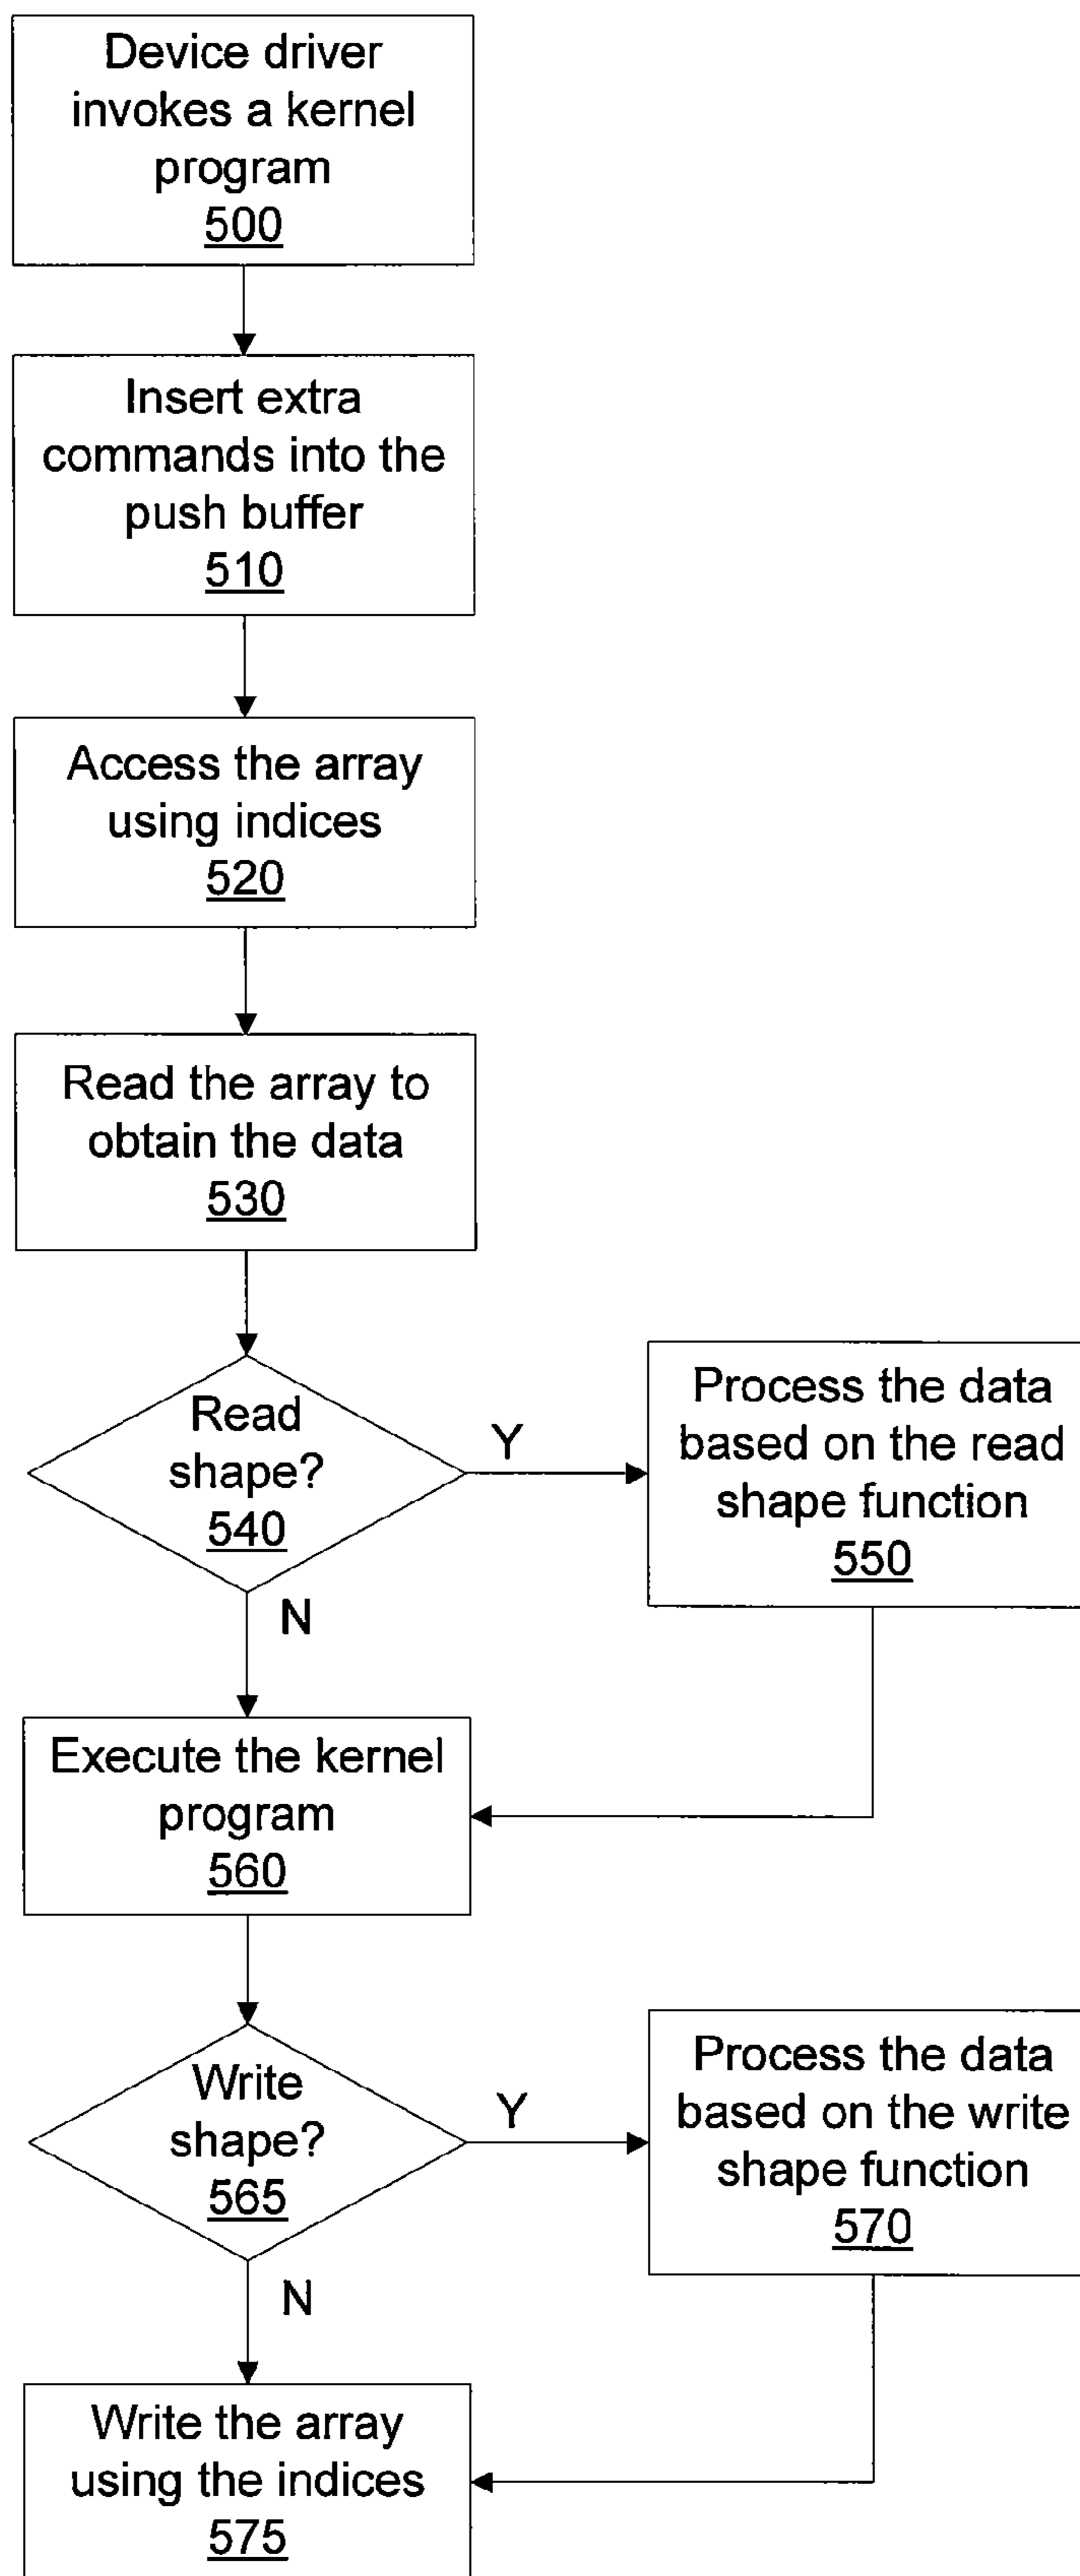 Device driver
invokes a kernel
program
500
Insert extra
commands into the
push buffer
510
Access the array
using indices
520
Read the array to
obtain the data
530
Read
shape?
540
Y
Process the data
based on the read
shape function
550
N
Execute the kernel
program
560
Write
shape?
565
Y
Process the data
based on the write
shape function
570
N
Write the array
using the indices
575